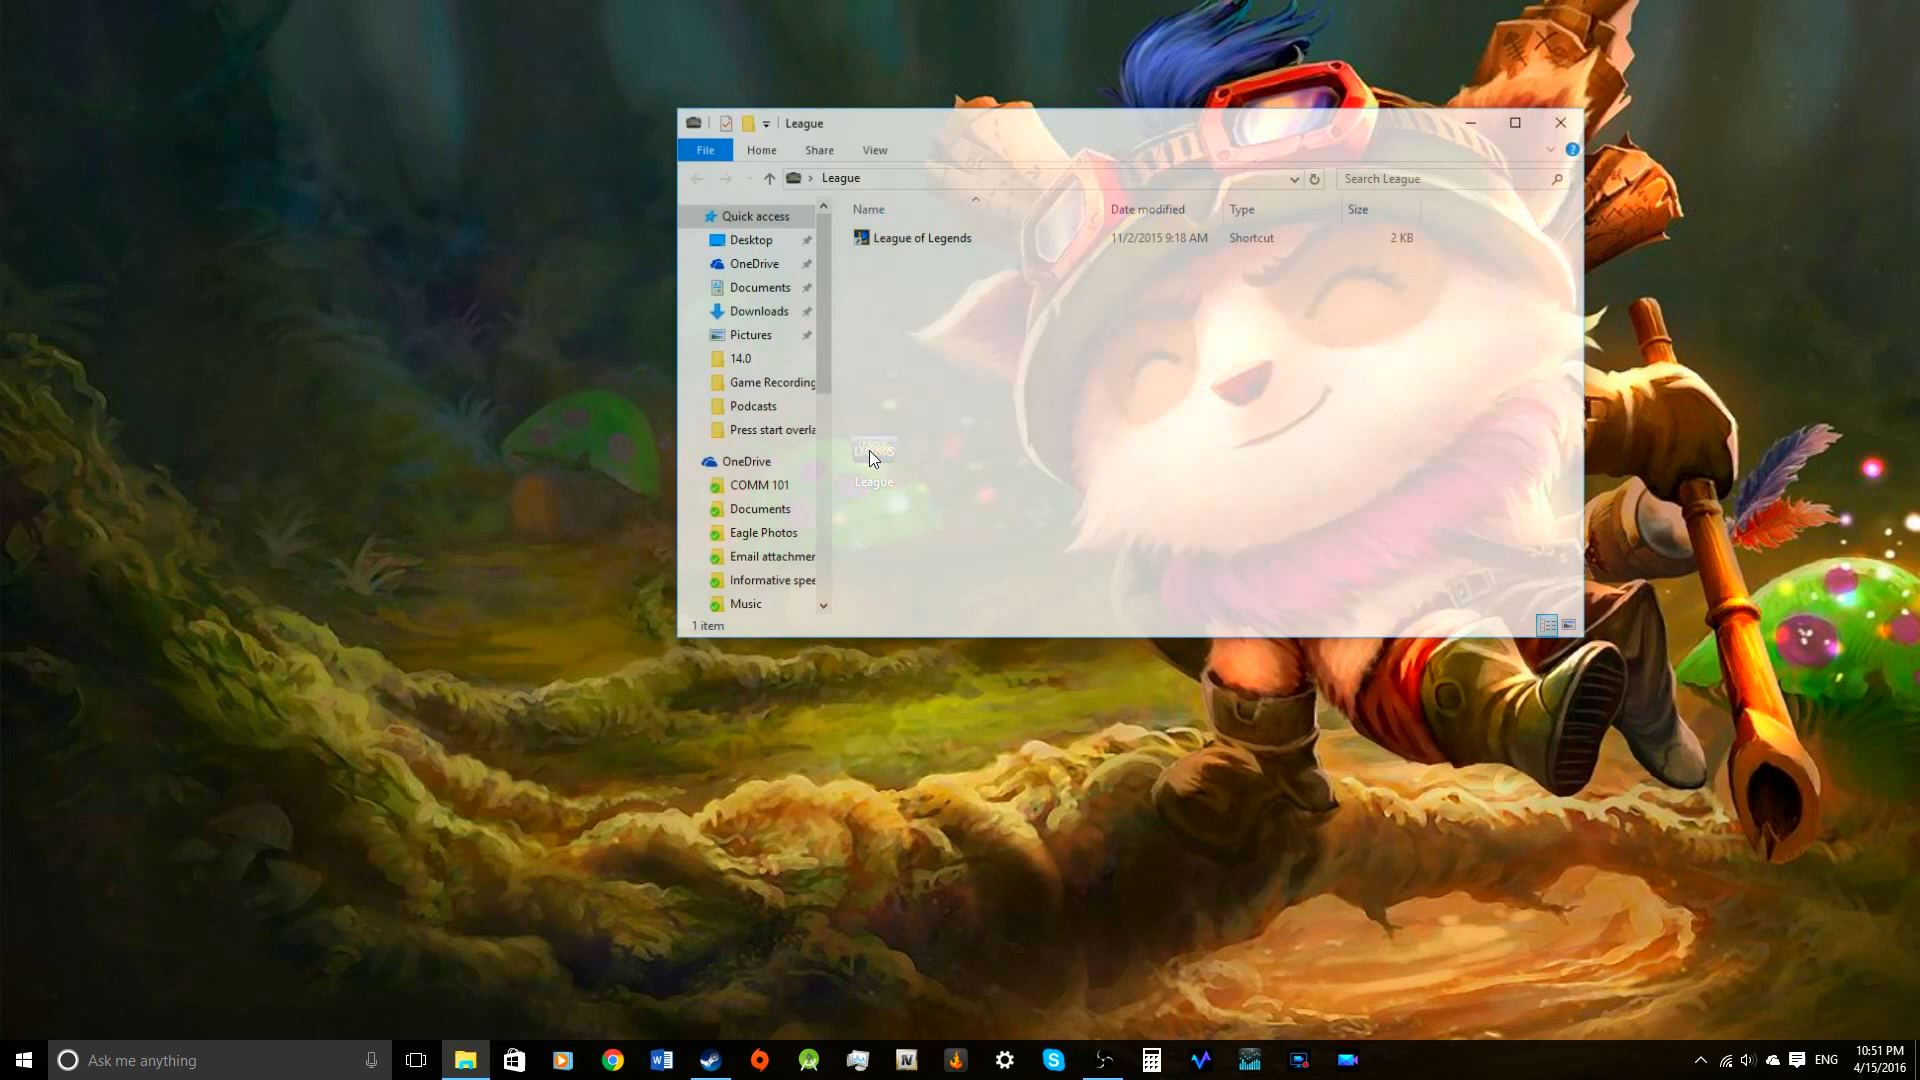 League
File Home Share View
League
Search League
Name Date modified Type Size
League of Legends 11/2/2015 9:18 AM Shortcut 2 KB
Quick access
Desktop
OneDrive
Documents
Downloads
Pictures
14.0
Game Recording
Podcasts
Press start overla
OneDrive
COMM 101
Documents
Eagle Photos
Email attachmer
Informative spee
Music
League
1 item
Ask me anything
ENG
10:51 PM
4/15/2016